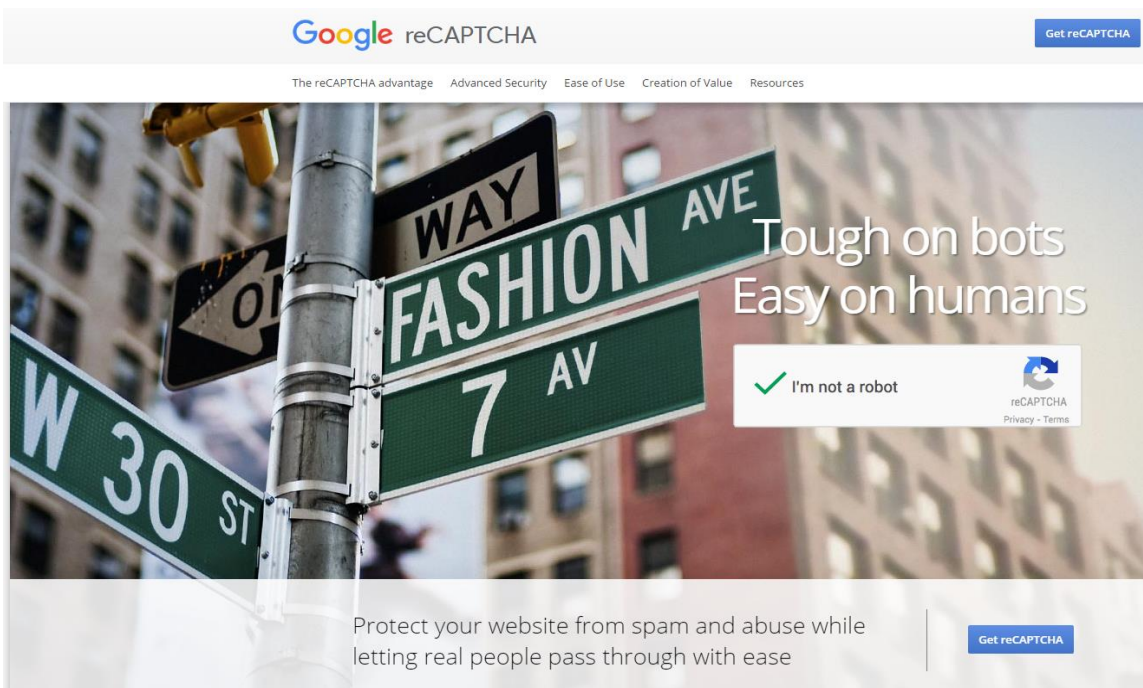 Google reCAPTCHA
Get reCAPTCHA
The reCAPTCHA advantage Advanced Security Ease of Use Creation of Value Resources
WAY
ON
FASHION AVE
7 AV
W 30 ST
Tough on bots
Easy on humans
I'm not a robot
reCAPTCHA
Privacy - Terms
Protect your website from spam and abuse while
letting real people pass through with ease
Get reCAPTCHA